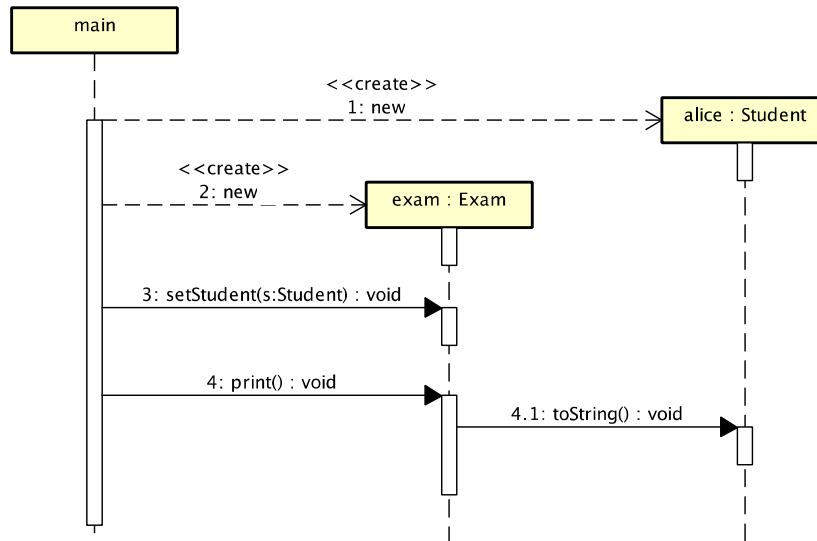 main
<<create>>
1: new
alice : Student
<<create>>
2: new
exam : Exam
3: setStudent(s:Student) : void
4: print() : void
4.1: toString() : void